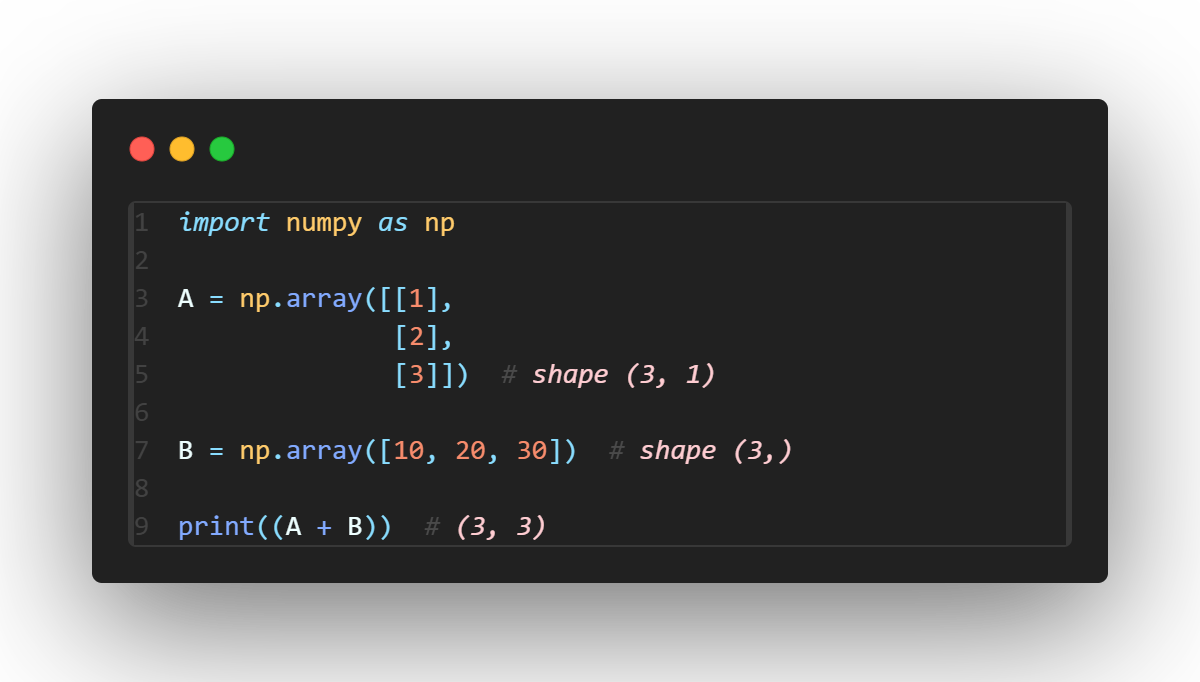 1 import numpy as np
2
3 A = np.array([[1],
4               [2],
5               [3]])  # shape (3, 1)
6
7 B = np.array([10, 20, 30])  # shape (3,)
8
9 print((A + B))  # (3, 3)